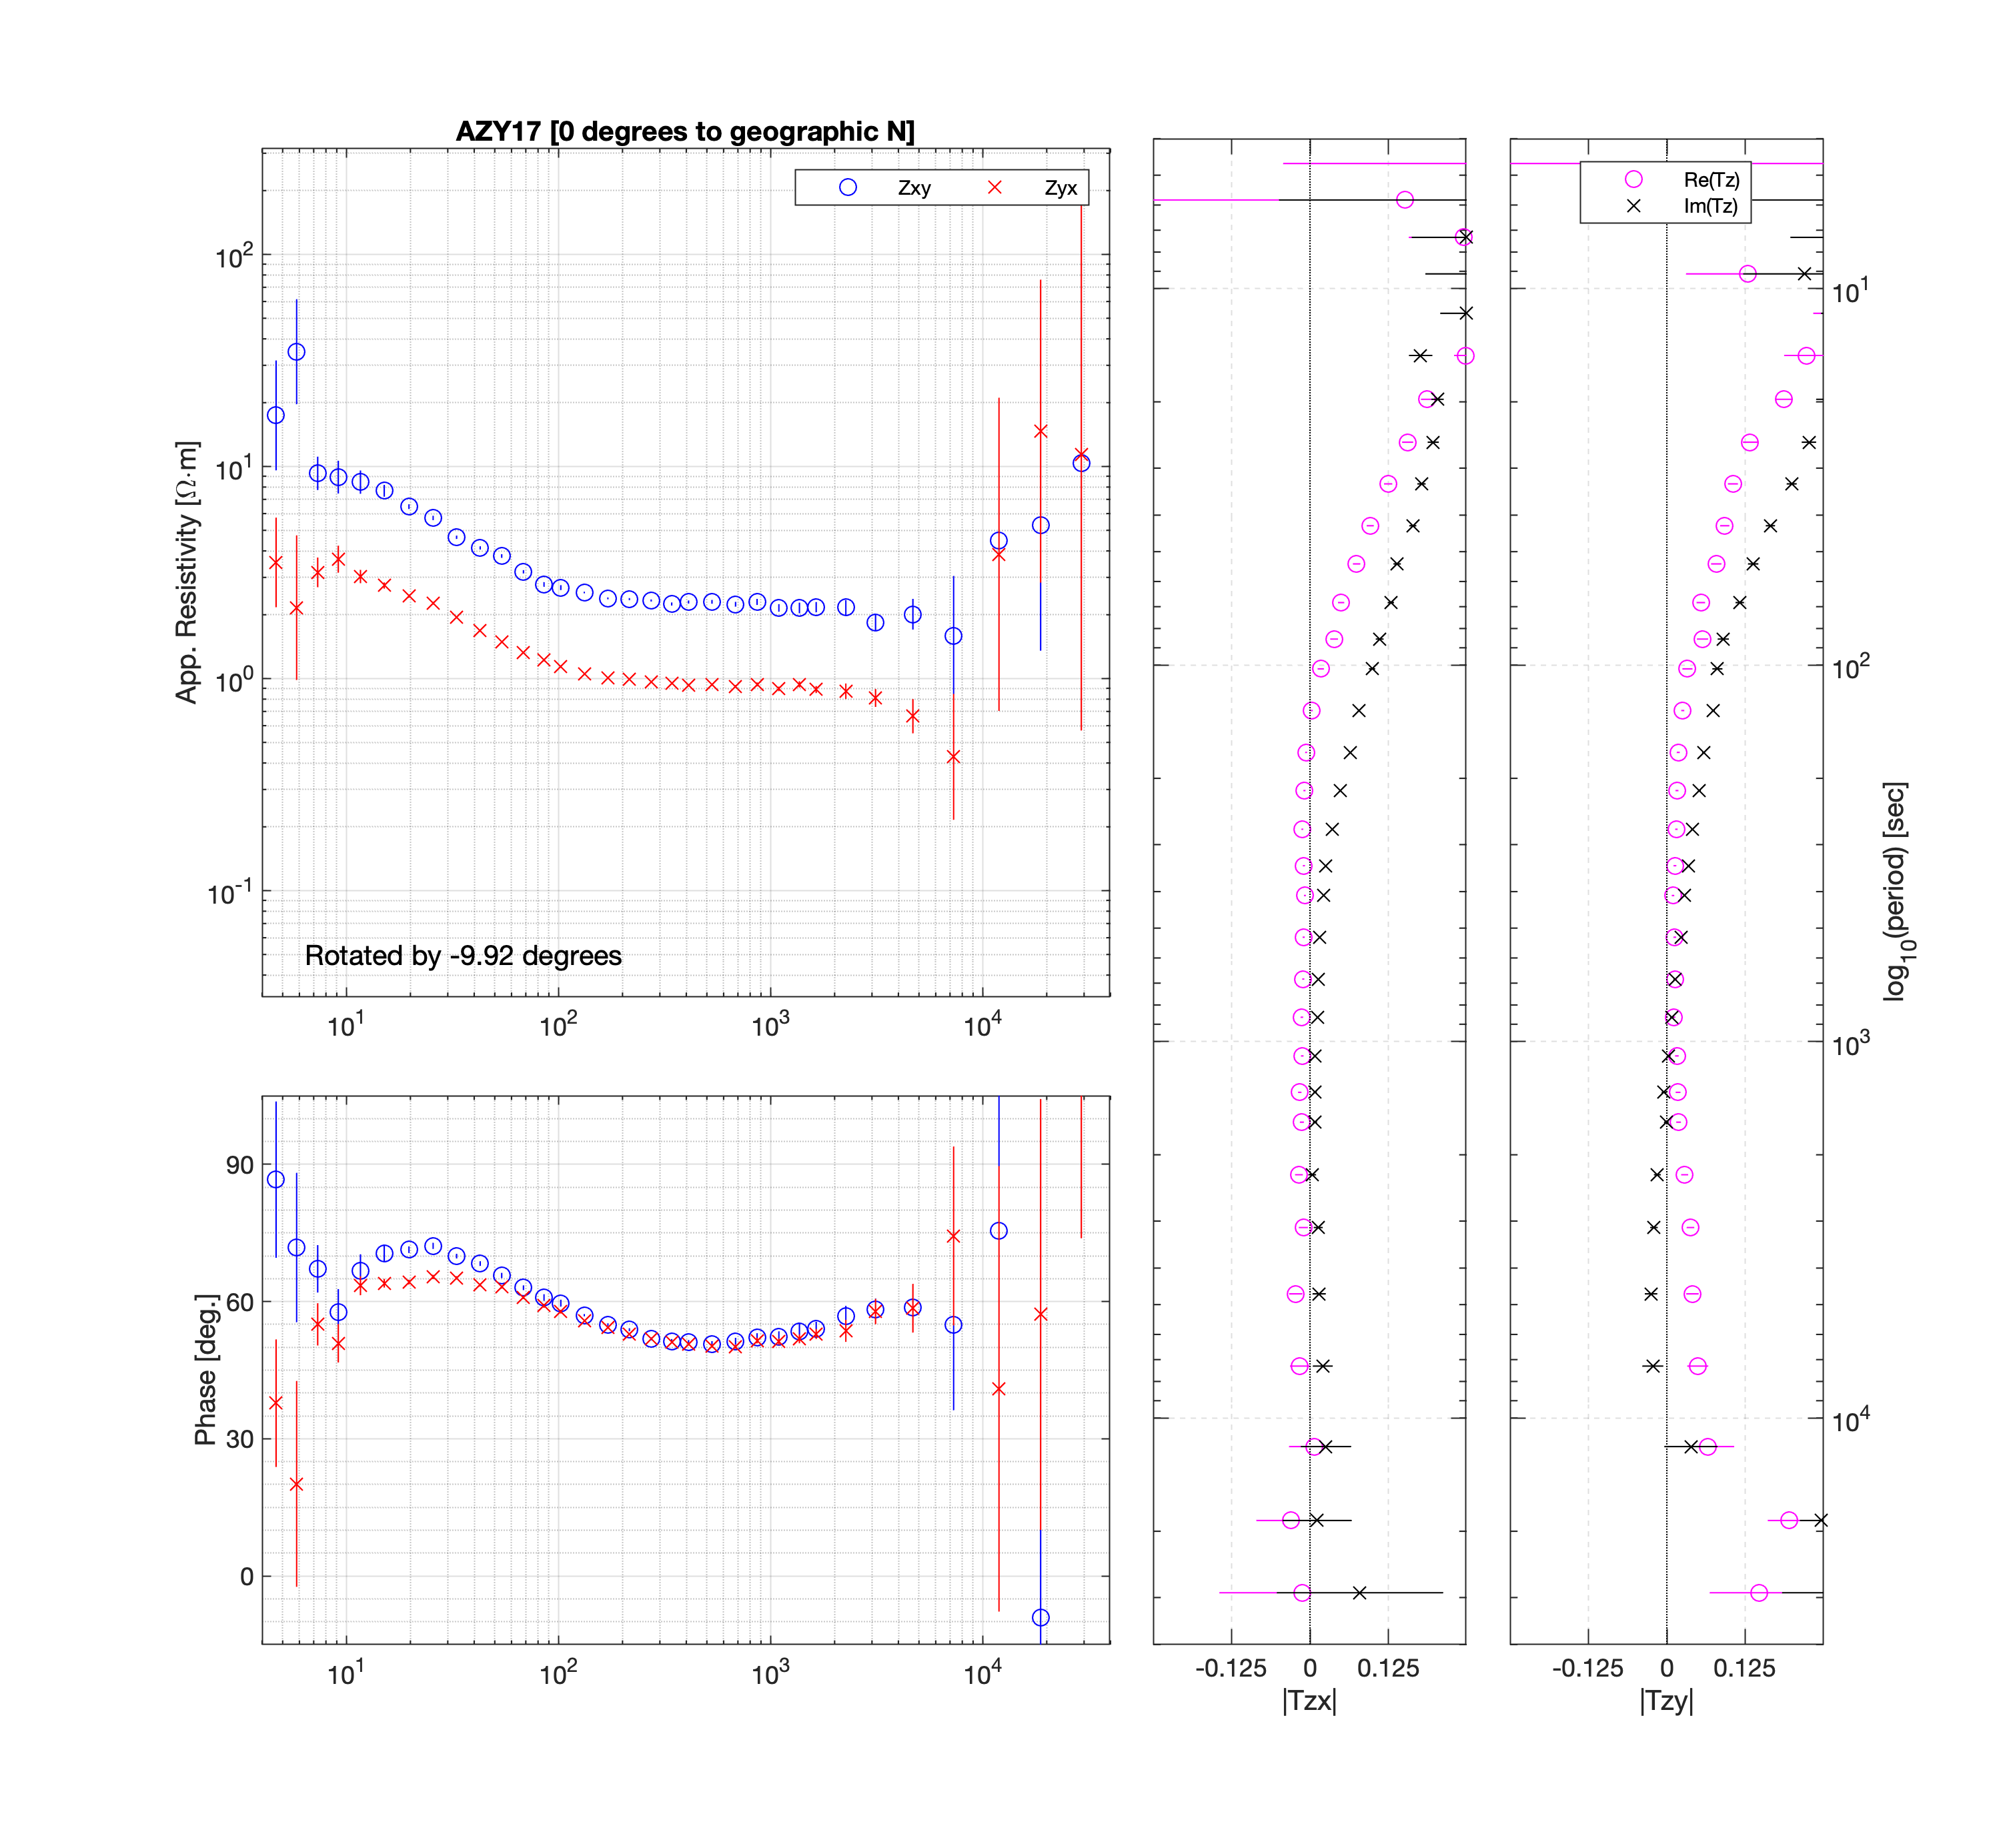 AZY17 [0 degrees to geographic N]
Zxy Zyx
App. Resistivity [Ω·m]
10^2
10^1
10^0
10^-1
Rotated by -9.92 degrees
10^1 10^2 10^3 10^4
Phase [deg.]
90
60
30
0
10^1 10^2 10^3 10^4
-0.125 0 0.125
|Tzx|
Re(Tz)
Im(Tz)
10^1
10^2
10^3
10^4
log10(period) [sec]
-0.125 0 0.125
|Tzy|